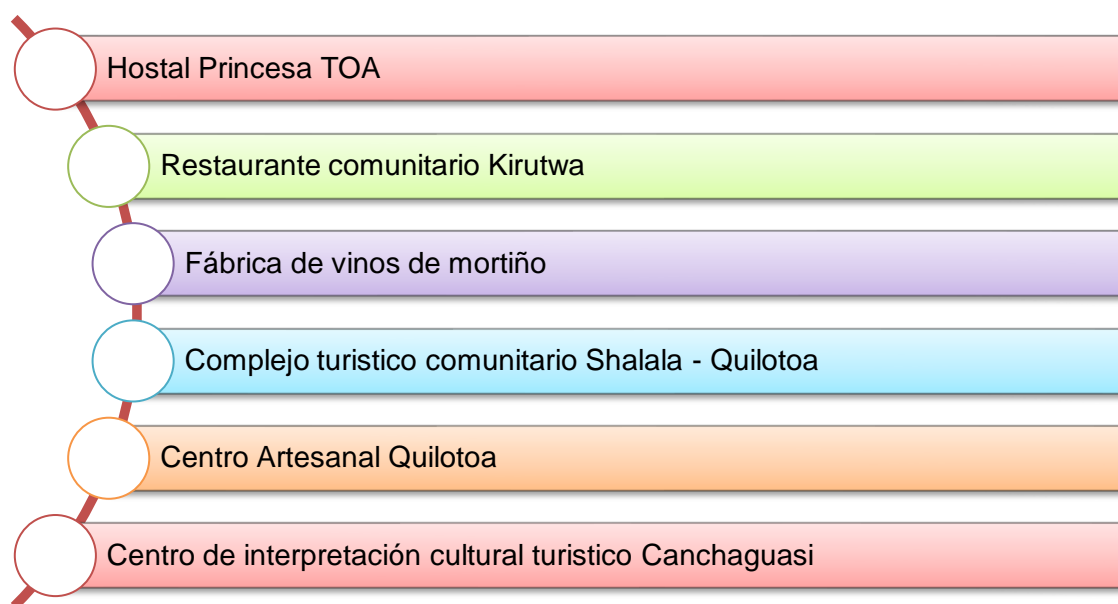 Hostal Princesa TOA
Restaurante comunitario Kirutwa
Fábrica de vinos de mortiño
Complejo turistico comunitario Shalala - Quilotoa
Centro Artesanal Quilotoa
Centro de interpretación cultural turistico Canchaguasi